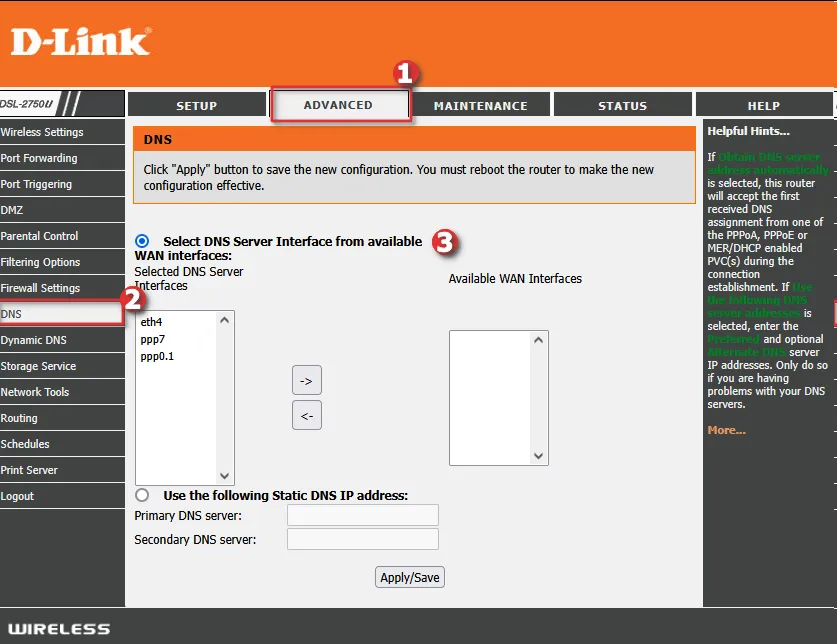 D-Link®
1
DSL-2750U
SETUP
ADVANCED
MAINTENANCE
STATUS
HELP
Wireless Settings
Port Forwarding
Port Triggering
DMZ
Parental Control
Filtering Options
Firewall Settings
2
DNS
Dynamic DNS
Storage Service
Network Tools
Routing
Schedules
Print Server
Logout
DNS
Click "Apply" button to save the new configuration. You must reboot the router to make the new
configuration effective.
Select DNS Server Interface from available
3
WAN interfaces:
Selected DNS Server
Interfaces
Available WAN Interfaces
eth4
ppp7
ppp0.1
->
<-
Use the following Static DNS IP address:
Primary DNS server:
Secondary DNS server:
Apply/Save
Helpful Hints...
If Obtain DNS server
address automatically
is selected, this router
will accept the first
received DNS
assignment from one of
the PPPoA, PPPoE or
MER/DHCP enabled
PVC(s) during the
connection
establishment. If Use
the following DNS
server addresses is
selected, enter the
Preferred and optional
Alternate DNS server
IP addresses. Only do so
if you are having
problems with your DNS
servers.
More...
WIRELESS